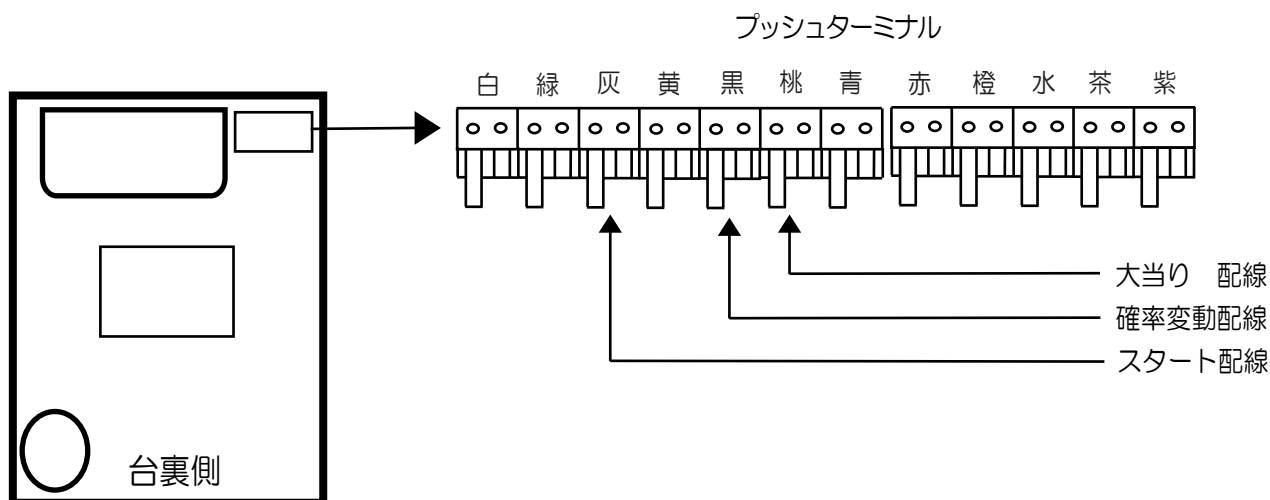 プッシュターミナル
白 緑 灰 黄 黒 桃 青 赤 橙 水 茶 紫
大当り　配線
確率変動配線
スタート配線
台裏側